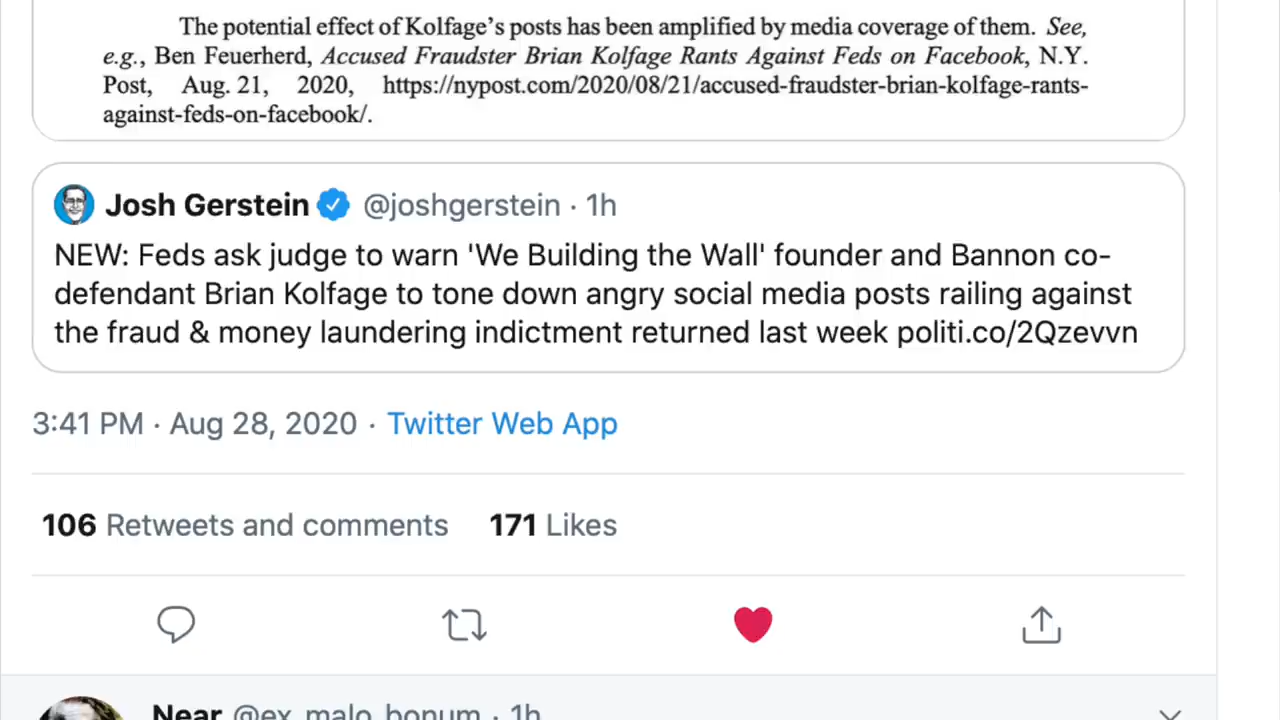 The potential effect of Kolfage's posts has been amplified by media coverage of them. See,
e.g., Ben Feuerherd, Accused Fraudster Brian Kolfage Rants Against Feds on Facebook, N.Y.
Post, Aug. 21, 2020, https://nypost.com/2020/08/21/accused-fraudster-brian-kolfage-rants-
against-feds-on-facebook/.
Josh Gerstein @joshgerstein · 1h
NEW: Feds ask judge to warn 'We Building the Wall' founder and Bannon co-
defendant Brian Kolfage to tone down angry social media posts railing against
the fraud & money laundering indictment returned last week politi.co/2Qzevvn
3:41 PM · Aug 28, 2020 · Twitter Web App
106 Retweets and comments 171 Likes
Near @ex_malo_bonum · 1h